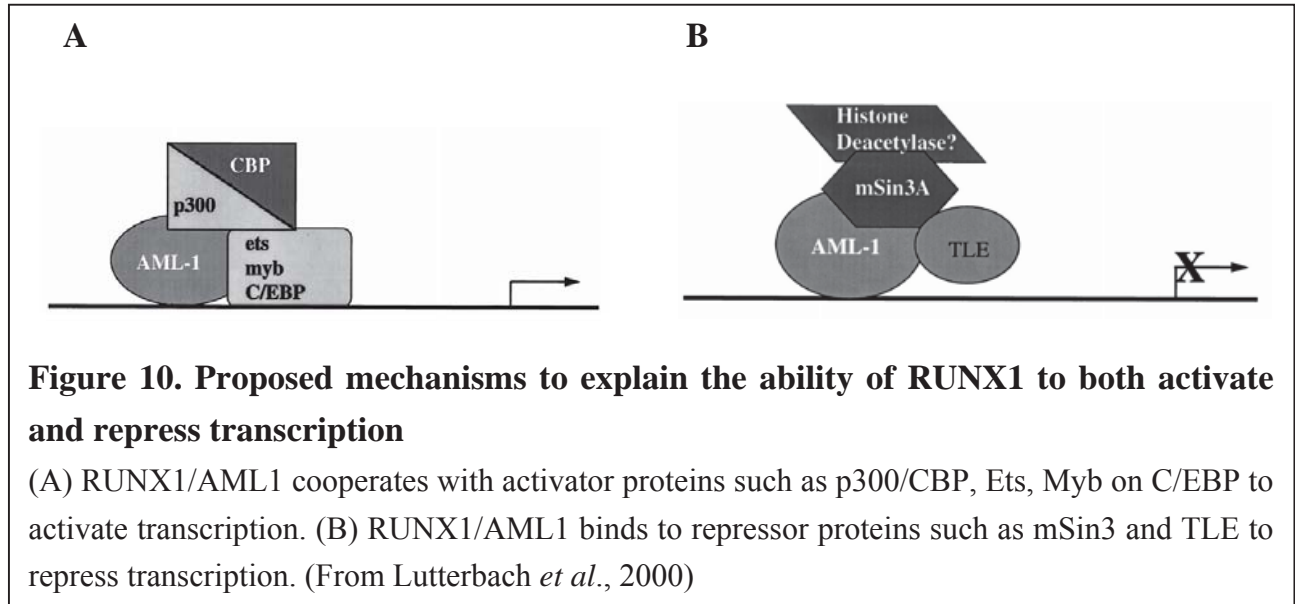 A
B
CBP
p300
AML-1
ets
myb
C/EBP
Histone
Deacetylase?
mSin3A
AML-1
TLE
X
Figure 10. Proposed mechanisms to explain the ability of RUNX1 to both activate
and repress transcription
(A) RUNX1/AML1 cooperates with activator proteins such as p300/CBP, Ets, Myb on C/EBP to
activate transcription. (B) RUNX1/AML1 binds to repressor proteins such as mSin3 and TLE to
repress transcription. (From Lutterbach et al., 2000)